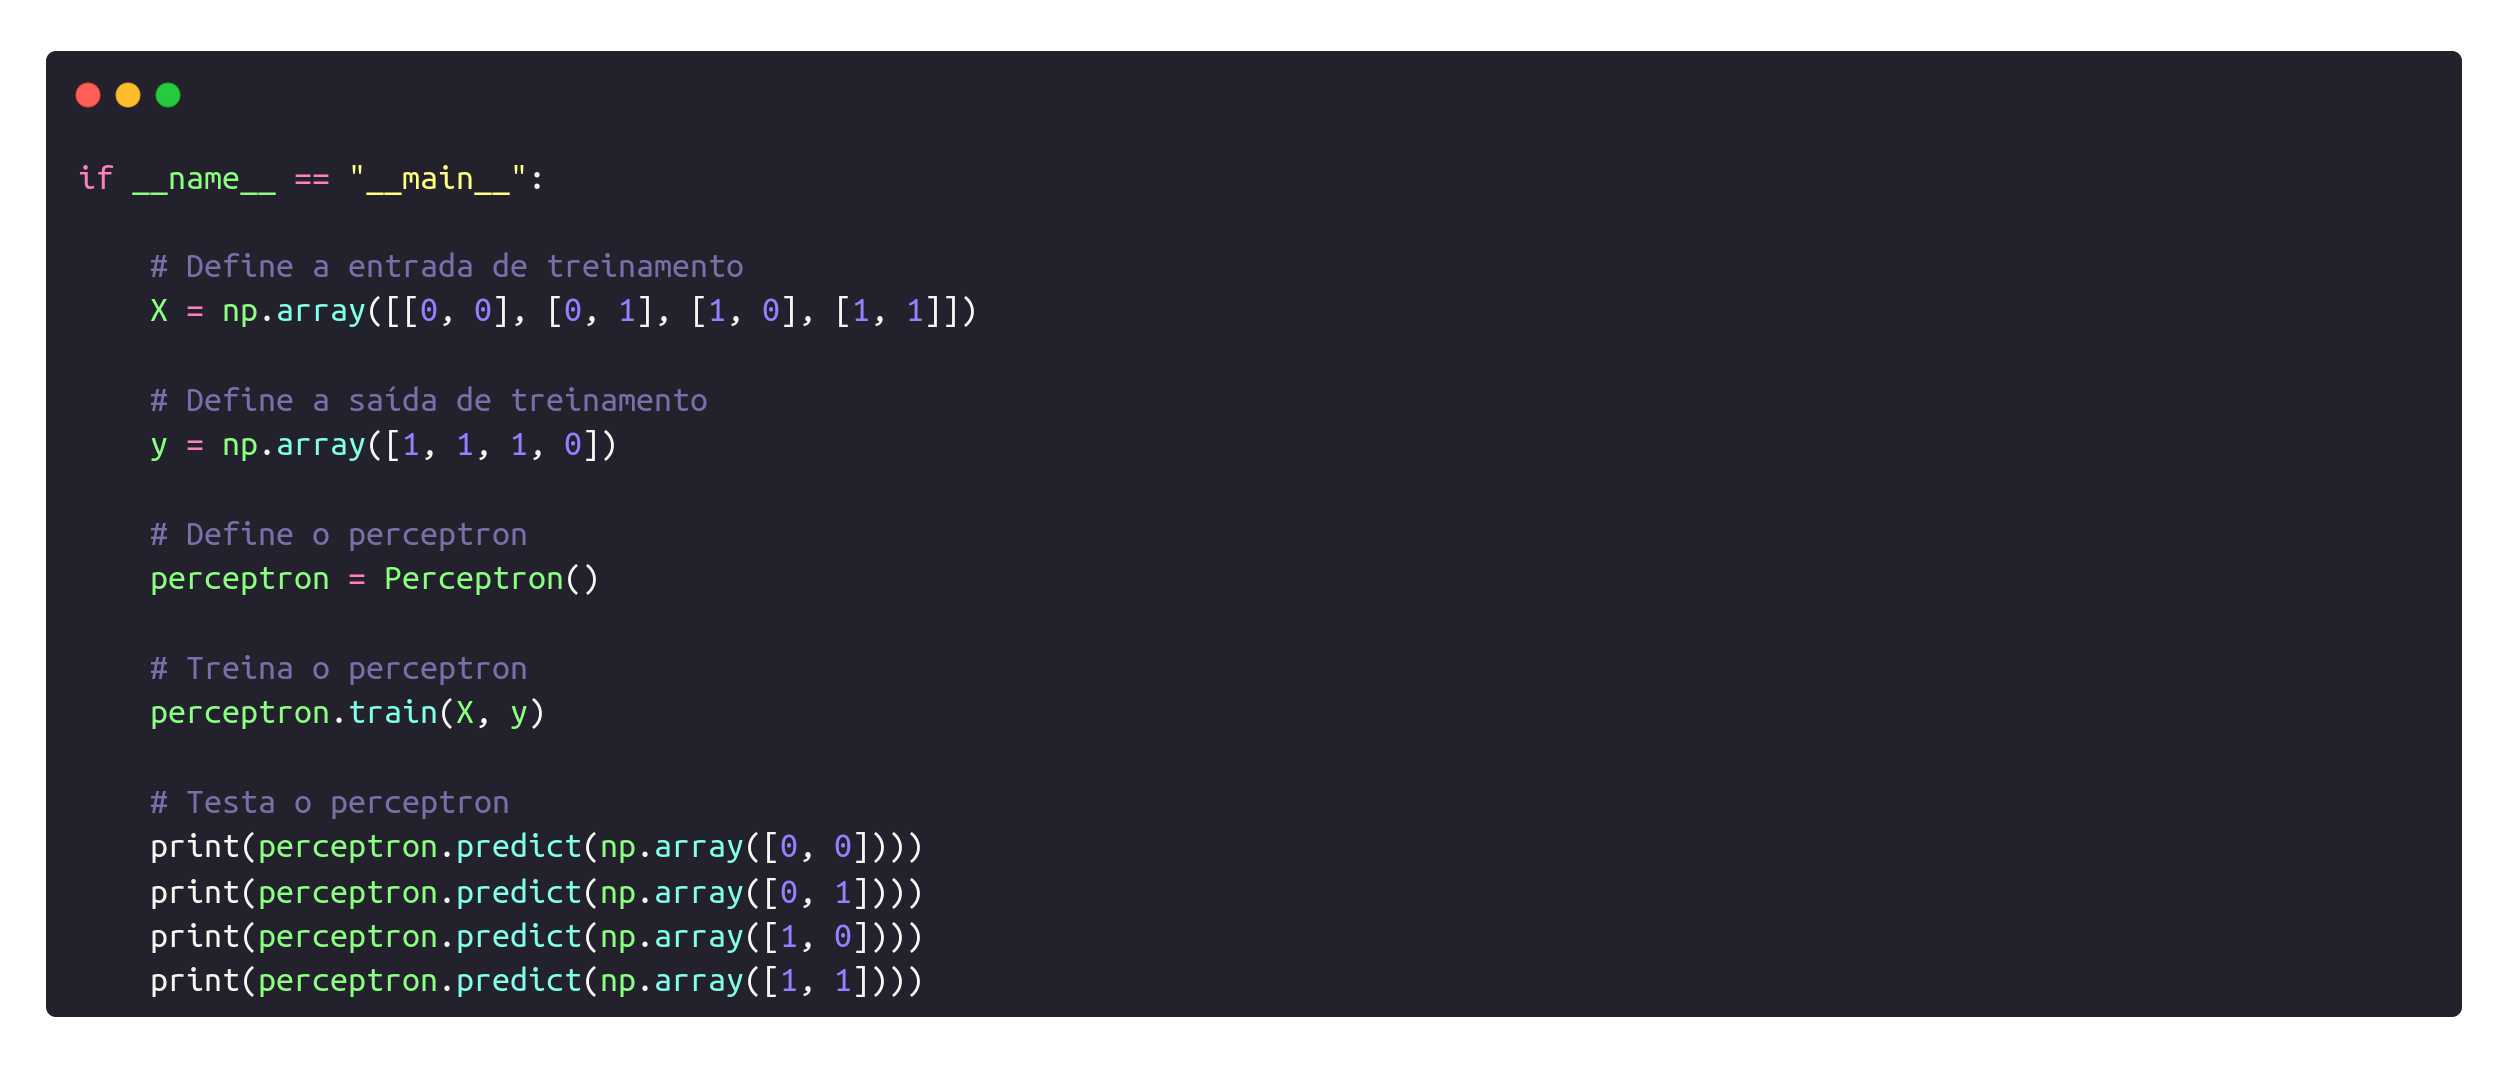 if __name__ == "__main__":
    # Define a entrada de treinamento
    X = np.array([[0, 0], [0, 1], [1, 0], [1, 1]])
    # Define a saída de treinamento
    y = np.array([1, 1, 1, 0])
    # Define o perceptron
    perceptron = Perceptron()
    # Treina o perceptron
    perceptron.train(X, y)
    # Testa o perceptron
    print(perceptron.predict(np.array([0, 0])))
    print(perceptron.predict(np.array([0, 1])))
    print(perceptron.predict(np.array([1, 0])))
    print(perceptron.predict(np.array([1, 1])))